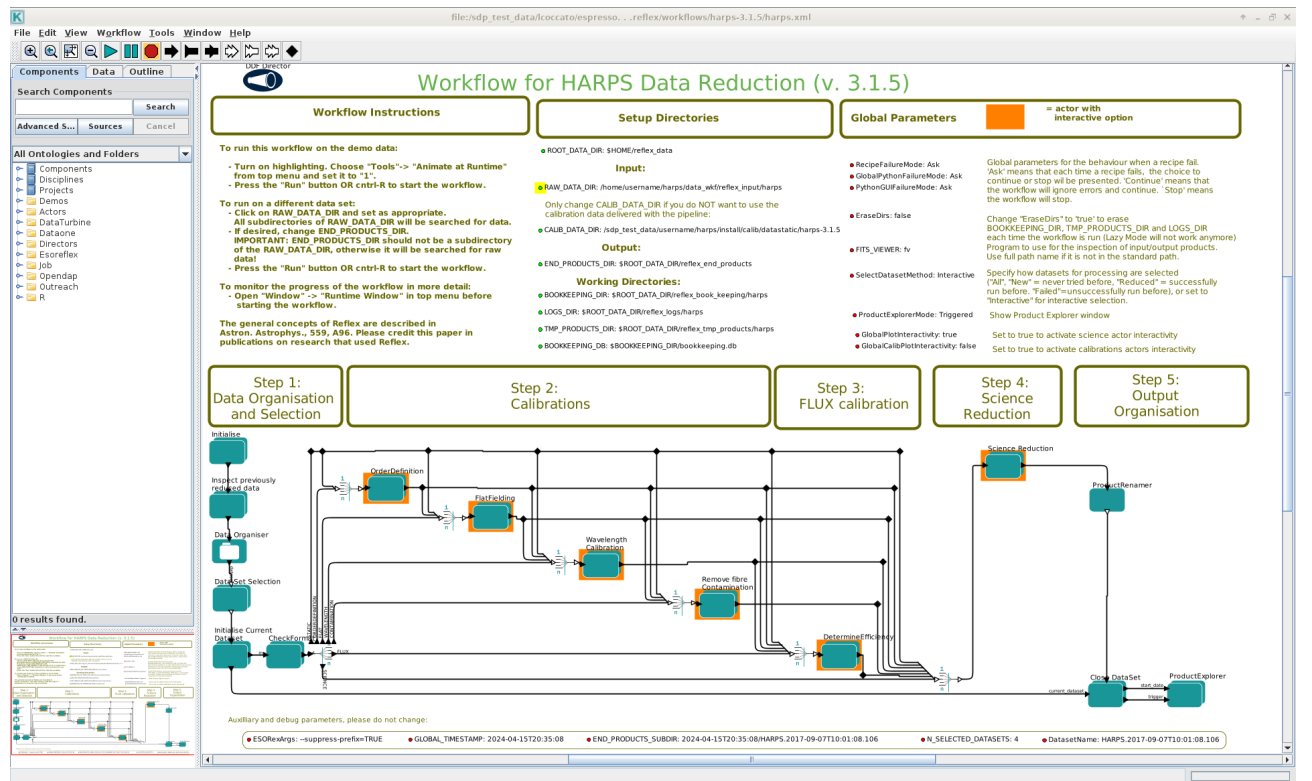 file:/sdp_test_data/lcoccato/espresso. . .reflex/workflows/harps-3.1.5/harps.xml
File Edit View Workflow Tools Window Help
Components Data Outline
Search Components
Search
Advanced S... Sources Cancel
All Ontologies and Folders
Components
Disciplines
Projects
Demos
Actors
DataTurbine
Dataone
Directors
Esoreflex
Job
Opendap
Outreach
R
0 results found.
DDF Director
Workflow for HARPS Data Reduction (v. 3.1.5)
Workflow Instructions
To run this workflow on the demo data:
- Turn on highlighting. Choose "Tools"-> "Animate at Runtime"
from top menu and set it to "1".
- Press the "Run" button OR cntrl-R to start the workflow.
To run on a different data set:
- Click on RAW_DATA_DIR and set as appropriate.
All subdirectories of RAW_DATA_DIR will be searched for data.
- If desired, change END_PRODUCTS_DIR.
IMPORTANT: END_PRODUCTS_DIR should not be a subdirectory
of the RAW_DATA_DIR, otherwise it will be searched for raw
data!
To monitor the progress of the workflow in more detail:
- Open "Window" -> "Runtime Window" in top menu before
starting the workflow.
The general concepts of Reflex are described in
Astron. Astrophys., 559, A96. Please credit this paper in
publications on research that used Reflex.
Setup Directories
ROOT_DATA_DIR: $HOME/reflex_data
Input:
RAW_DATA_DIR: /home/username/harps/data_wkf/reflex_input/harps
Only change CALIB_DATA_DIR if you do NOT want to use the
calibration data delivered with the pipeline:
CALIB_DATA_DIR: /sdp_test_data/username/harps/install/calib/datastatic/harps-3.1.5
Output:
END_PRODUCTS_DIR: $ROOT_DATA_DIR/reflex_end_products
Working Directories:
BOOKKEEPING_DIR: $ROOT_DATA_DIR/reflex_book_keeping/harps
LOGS_DIR: $ROOT_DATA_DIR/reflex_logs/harps
TMP_PRODUCTS_DIR: $ROOT_DATA_DIR/reflex_tmp_products/harps
BOOKKEEPING_DB: $BOOKKEEPING_DIR/bookkeeping.db
Global Parameters
= actor with
interactive option
RecipeFailureMode: Ask
GlobalPythonFailureMode: Ask
PythonGUIFailureMode: Ask
Global parameters for the behaviour when a recipe fail.
'Ask' means that each time a recipe fails, the choice to
continue or stop wil be presented. 'Continue' means that
the workflow will ignore errors and continue. `Stop' means
the workflow will stop.
EraseDirs: false
Change "EraseDirs" to 'true' to erase
BOOKKEEPING_DIR, TMP_PRODUCTS_DIR and LOGS_DIR
each time the workflow is run (Lazy Mode will not work anymore)
FITS_VIEWER: fv
Program to use for the inspection of input/output products.
Use full path name if it is not in the standard path.
SelectDatasetMethod: Interactive
Specify how datasets for processing are selected
("All", "New" = never tried before, "Reduced" = successfully
run before. "Failed"=unsuccessfully run before), or set to
"Interactive" for interactive selection.
ProductExplorerMode: Triggered
Show Product Explorer window
GlobalPlotInteractivity: true
Set to true to activate science actor interactivity
GlobalCalibPlotInteractivity: false
Set to true to activate calibrations actors interactivity
Step 1:
Data Organisation
and Selection
Step 2:
Calibrations
Step 3:
FLUX calibration
Step 4:
Science
Reduction
Step 5:
Output
Organisation
Initialise
Inspect previously
reduced data
Data Organiser
DataSet Selection
Initialise Current
DataSet
CheckForm
FLUX
OrderDefinition
FlatFielding
Wavelength
Calibration
Remove fibre
Contamination
DetermineEfficiency
Science Reduction
ProductRenamer
current_dataset
Close DataSet
start_date
trigger
ProductExplorer
Auxilliary and debug parameters, please do not change:
ESORexArgs: --suppress-prefix=TRUE
GLOBAL_TIMESTAMP: 2024-04-15T20:35:08
END_PRODUCTS_SUBDIR: 2024-04-15T20:35:08/HARPS.2017-09-07T10:01:08.106
N_SELECTED_DATASETS: 4
DatasetName: HARPS.2017-09-07T10:01:08.106